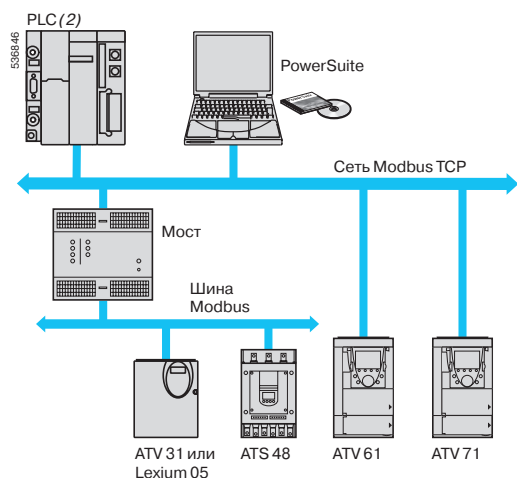 PLC(2)
536846
PowerSuite
Сеть Modbus TCP
Мост
Шина
Modbus
ATV 31 или
Lexium 05
ATS 48
ATV 61
ATV 71